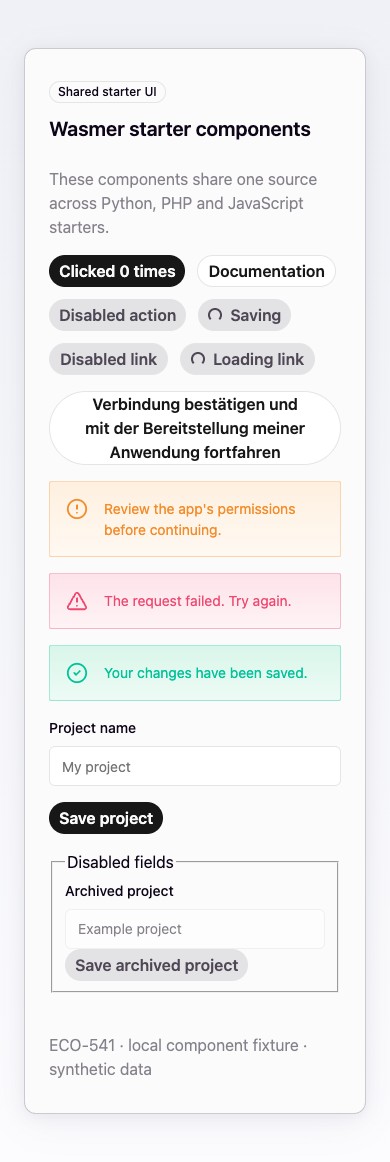 Shared starter UI
Wasmer starter components
These components share one source
across Python, PHP and JavaScript
starters.
Clicked 0 times
Documentation
Disabled action
Saving
Disabled link
Loading link
Verbindung bestätigen und
mit der Bereitstellung meiner
Anwendung fortfahren
Review the app's permissions
before continuing.
The request failed. Try again.
Your changes have been saved.
Project name
My project
Save project
Disabled fields
Archived project
Example project
Save archived project
ECO-541 · local component fixture ·
synthetic data